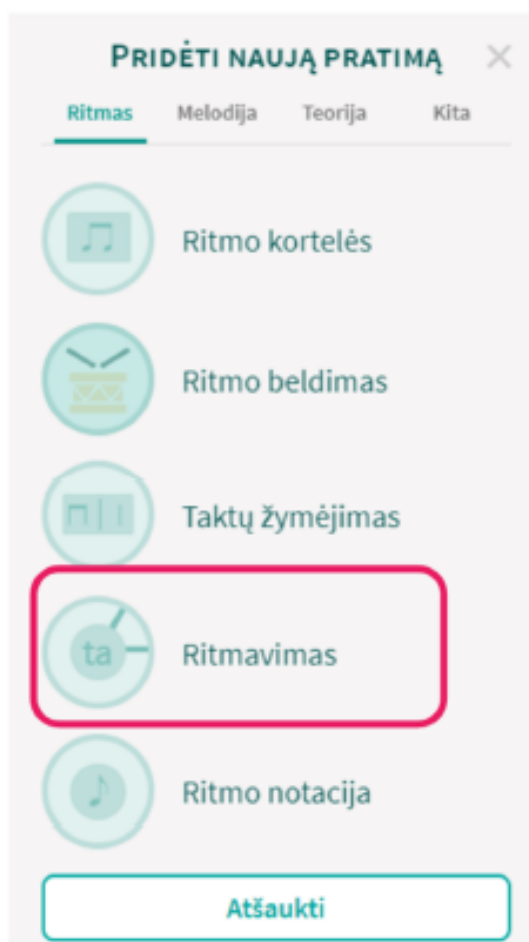 PRIDĖTI NAUJĄ PRATIMĄ
Ritmas Melodija Teorija Kita
Ritmo kortelės
Ritmo beldimas
Taktų žymėjimas
ta
Ritmavimas
Ritmo notacija
Atšaukti